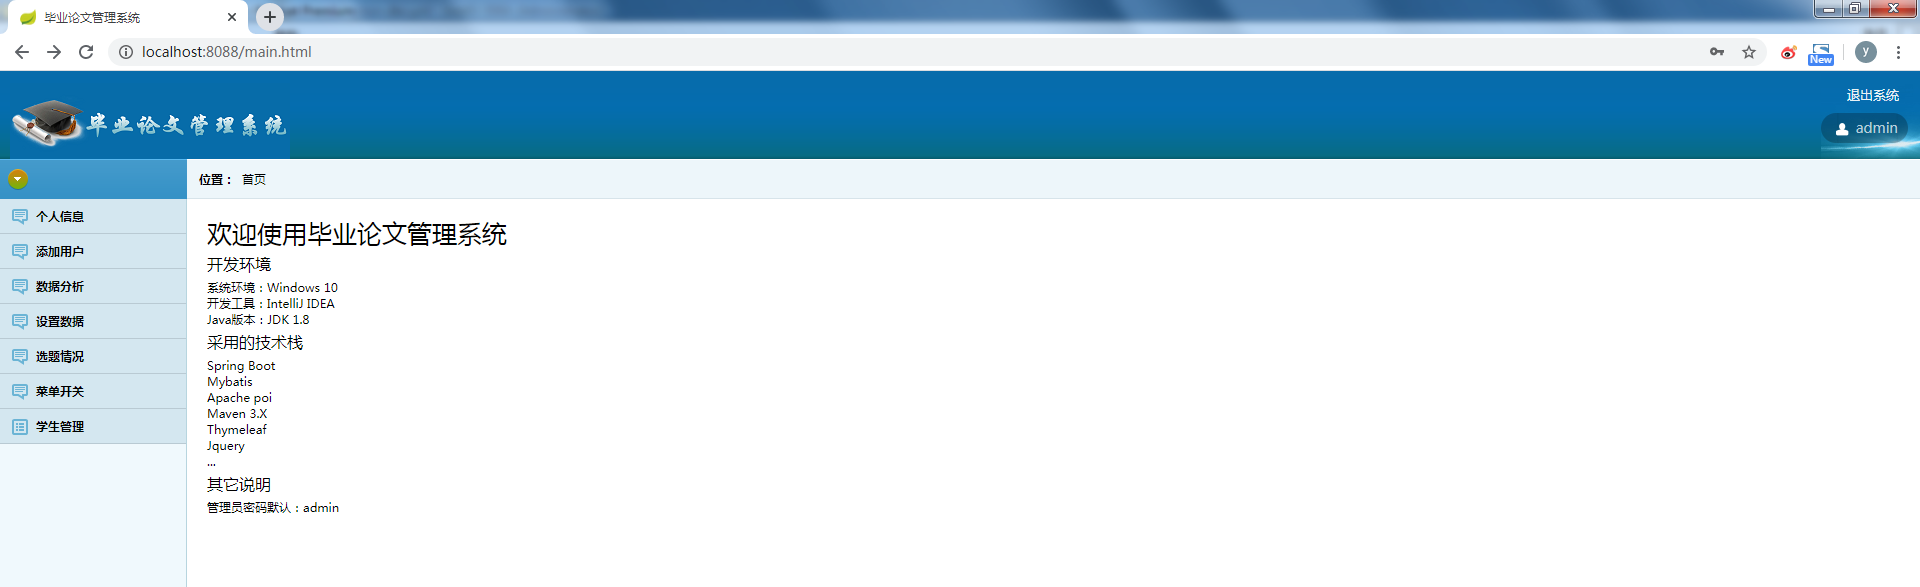 毕业论文管理系统
localhost:8088/main.html
New
y
毕业论文管理系统
退出系统
admin
位置： 首页
个人信息
添加用户
数据分析
设置数据
选题情况
菜单开关
学生管理
欢迎使用毕业论文管理系统
开发环境
系统环境：Windows 10
开发工具：IntelliJ IDEA
Java版本：JDK 1.8
采用的技术栈
Spring Boot
Mybatis
Apache poi
Maven 3.X
Thymeleaf
Jquery
...
其它说明
管理员密码默认：admin